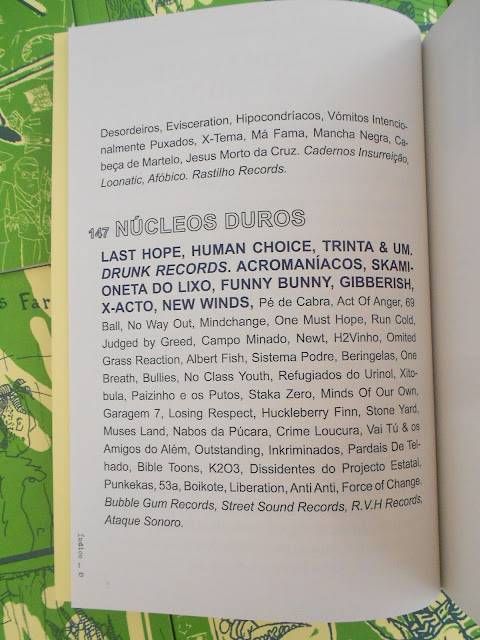 Desordeiros, Evisceration, Hipocondríacos, Vómitos Intencio-
nalmente Puxados, X-Tema, Má Fama, Mancha Negra, Ca-
beça de Martelo, Jesus Morto da Cruz. Cadernos Insurreição,
Loonatic, Afóbico. Rastilho Records.
147 NÚCLEOS DUROS
LAST HOPE, HUMAN CHOICE, TRINTA & UM.
DRUNK RECORDS. ACROMANÍACOS, SKAMI-
ONETA DO LIXO, FUNNY BUNNY, GIBBERISH,
X-ACTO, NEW WINDS, Pé de Cabra, Act Of Anger, 69
Ball, No Way Out, Mindchange, One Must Hope, Run Cold,
Judged by Greed, Campo Minado, Newt, H2Vinho, Omited
Grass Reaction, Albert Fish, Sistema Podre, Beringelas, One
Breath, Bullies, No Class Youth, Refugiados do Urinol, Xito-
bula, Paizinho e os Putos, Staka Zero, Minds Of Our Own,
Garagem 7, Losing Respect, Huckleberry Finn, Stone Yard,
Muses Land, Nabos da Púcara, Crime Loucura, Vai Tú & os
Amigos do Além, Outstanding, Inkriminados, Pardais De Te-
lhado, Bible Toons, K2O3, Dissidentes do Projecto Estatal,
Punkekas, 53a, Boikote, Liberation, Anti Anti, Force of Change.
Bubble Gum Records, Street Sound Records, R.V.H Records,
Ataque Sonoro.
Índice _ 8
s Far